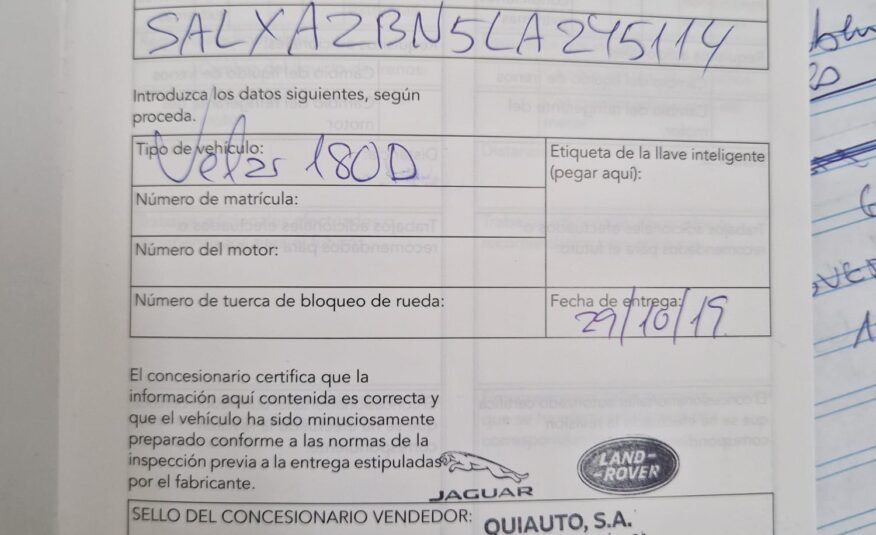 SALXA2BN5LA245114
Introduzca los datos siguientes, según
proceda.
Tipo de vehículo:
Velar 180D
Etiqueta de la llave inteligente
(pegar aquí):
Número de matrícula:
Número del motor:
Número de tuerca de bloqueo de rueda:
Fecha de entrega:
29/10/19
El concesionario certifica que la
información aquí contenida es correcta y
que el vehículo ha sido minuciosamente
preparado conforme a las normas de la
inspección previa a la entrega estipuladas
por el fabricante.
JAGUAR
LAND-
-ROVER
SELLO DEL CONCESIONARIO VENDEDOR:
QUIAUTO, S.A.